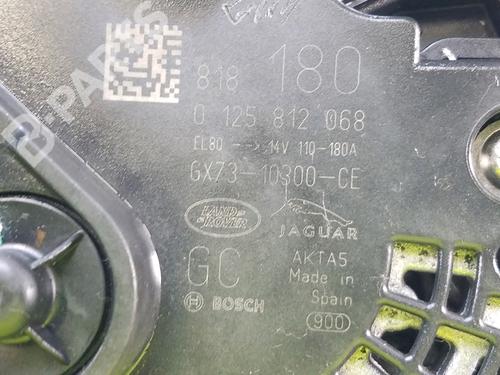 818 180
0 125 812 068
EL80 --> 14V 110-180A
GX73-10300-CE
LAND ROVER
JAGUAR
GC AKTA5
Made in
Spain
BOSCH
900
B-PARTS